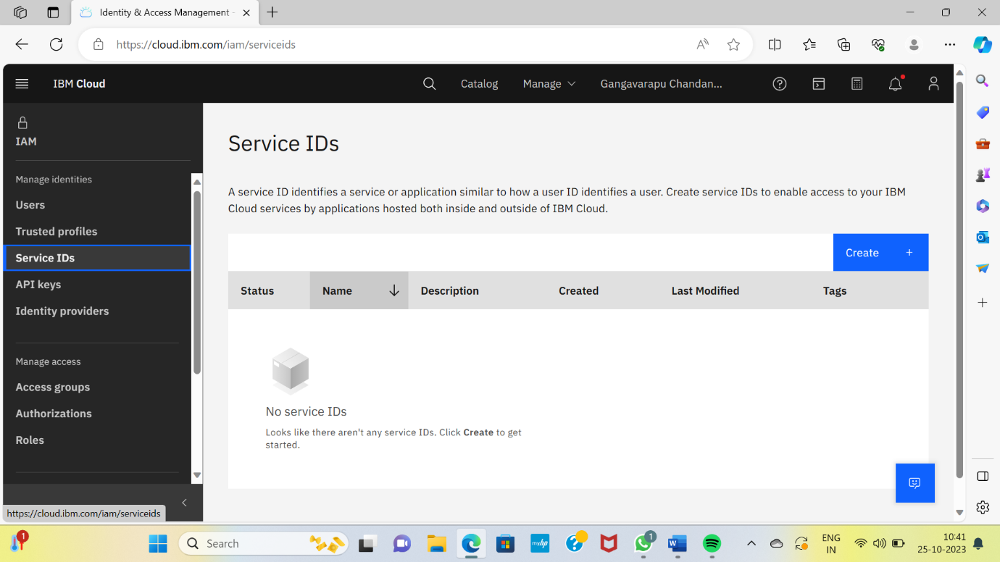 Identity & Access Management -
https://cloud.ibm.com/iam/serviceids
IBM Cloud
Catalog
Manage
Gangavarapu Chandan...
IAM
Manage identities
Users
Trusted profiles
Service IDs
API keys
Identity providers
Manage access
Access groups
Authorizations
Roles
https://cloud.ibm.com/iam/serviceids
Service IDs
A service ID identifies a service or application similar to how a user ID identifies a user. Create service IDs to enable access to your IBM
Cloud services by applications hosted both inside and outside of IBM Cloud.
Create +
Status Name Description Created Last Modified Tags
No service IDs
Looks like there aren't any service IDs. Click Create to get
started.
1
Search
myhp
1
ENG
IN
10:41
25-10-2023